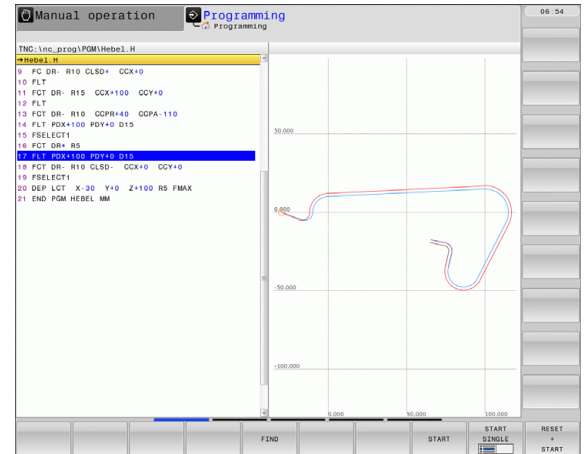 Manual operation
Programming
Programming
06:54
TNC:\nc_prog\PGM\Hebel.H
→Hebel.H
9 FC DR- R10 CLSD+ CCX+0
10 FLT
11 FCT DR- R15 CCX+100 CCY+0
12 FLT
13 FCT DR- R10 CCPR+40 CCPA-110
14 FLT PDX+100 PDY+0 D15
15 FSELECT1
16 FCT DR+ R5
17 FLT PDX+100 PDY+0 D15
18 FCT DR- R10 CLSD- CCX+0 CCY+0
19 FSELECT1
20 DEP LCT X-30 Y+0 Z+100 R5 FMAX
21 END PGM HEBEL MM
50.000
0.000
-50.000
-100.000
0.000 50.000 100.000
FIND
START
START
SINGLE
RESET
+
START